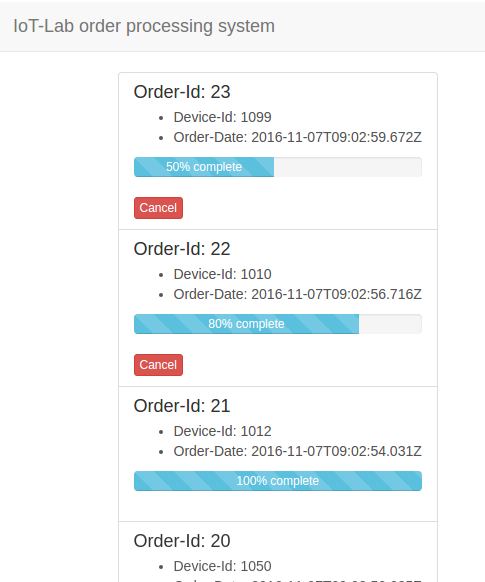 IoT-Lab order processing system
Order-Id: 23
Device-Id: 1099
Order-Date: 2016-11-07T09:02:59.672Z
50% complete
Cancel
Order-Id: 22
Device-Id: 1010
Order-Date: 2016-11-07T09:02:56.716Z
80% complete
Cancel
Order-Id: 21
Device-Id: 1012
Order-Date: 2016-11-07T09:02:54.031Z
100% complete
Order-Id: 20
Device-Id: 1050